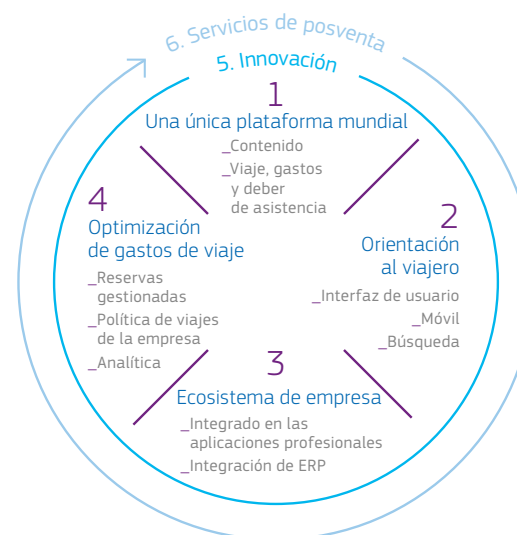 6. Servicios de posventa
5. Innovación
1
Una única plataforma mundial
_Contenido
_Viaje, gastos
y deber
de asistencia
2
Orientación
al viajero
_Interfaz de usuario
_Móvil
_Búsqueda
3
Ecosistema de empresa
_Integrado en las
aplicaciones profesionales
_Integración de ERP
4
Optimización
de gastos de viaje
_Reservas
gestionadas
_Política de viajes
de la empresa
_Analítica